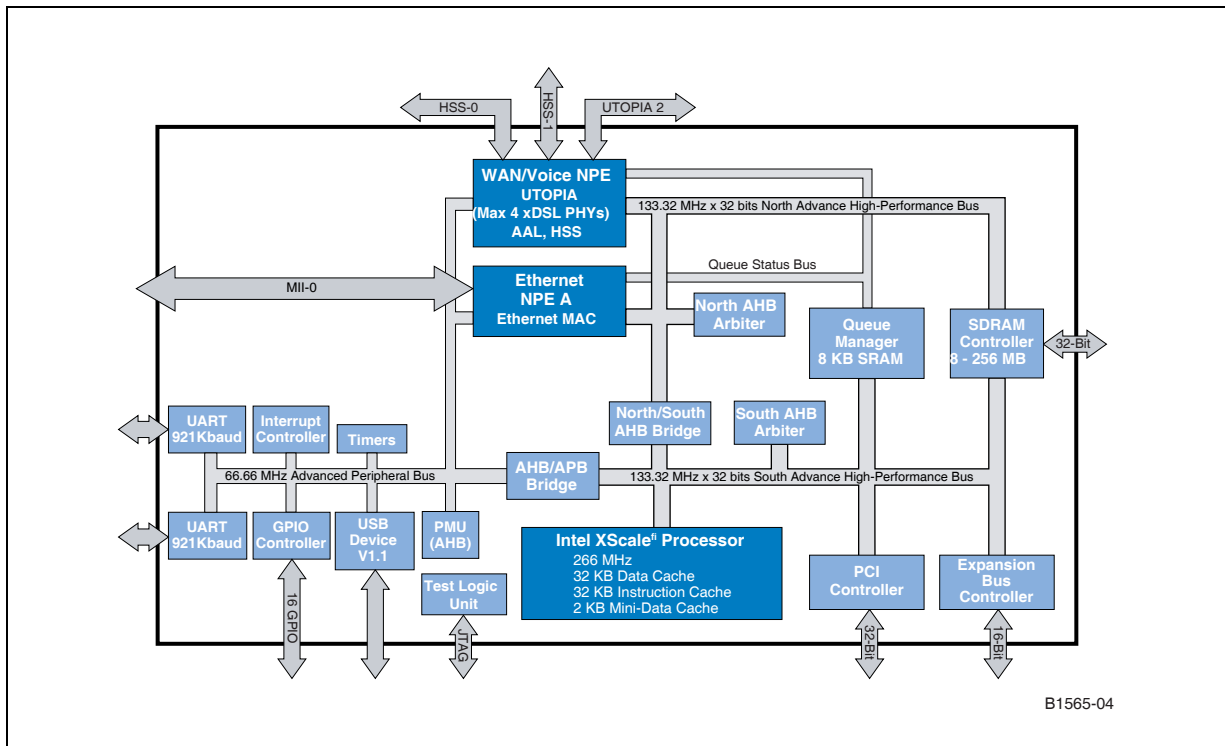 HSS-0
HSS-1
UTOPIA 2
WAN/Voice NPE
UTOPIA
(Max 4 xDSL PHYs)
AAL, HSS
133.32 MHz x 32 bits North Advance High-Performance Bus
Queue Status Bus
MII-0
Ethernet
NPE A
Ethernet MAC
North AHB
Arbiter
Queue
Manager
8 KB SRAM
SDRAM
Controller
8 - 256 MB
32-Bit
UART
921Kbaud
Interrupt
Controller
Timers
North/South
AHB Bridge
South AHB
Arbiter
66.66 MHz Advanced Peripheral Bus
AHB/APB
Bridge
133.32 MHz x 32 bits South Advance High-Performance Bus
UART
921Kbaud
GPIO
Controller
USB
Device
V1.1
PMU
(AHB)
Intel XScalefi Processor
266 MHz
32 KB Data Cache
32 KB Instruction Cache
2 KB Mini-Data Cache
Test Logic
Unit
PCI
Controller
Expansion
Bus
Controller
16 GPIO
JTAG
32-Bit
16-Bit
B1565-04